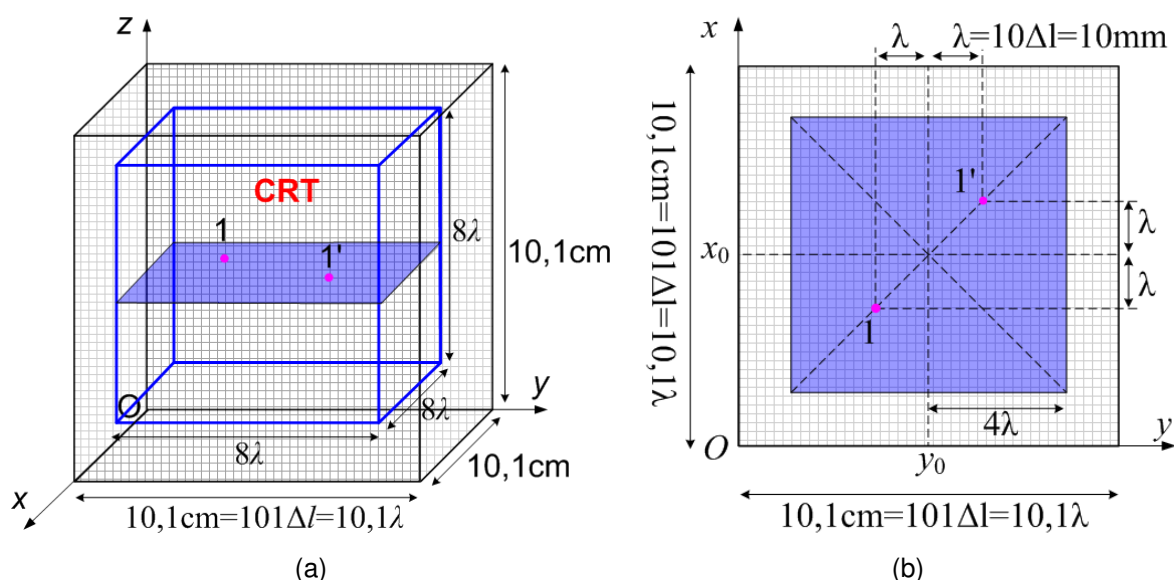 z
CRT
1
1'
8λ
10,1cm
O
y
8λ
8λ
10,1cm
x
10,1cm=101Δl=10,1λ
(a)
x
λ
λ=10Δl=10mm
10,1cm=101Δl=10,1λ
1'
λ
x₀
λ
1
4λ
O
y₀
y
10,1cm=101Δl=10,1λ
(b)